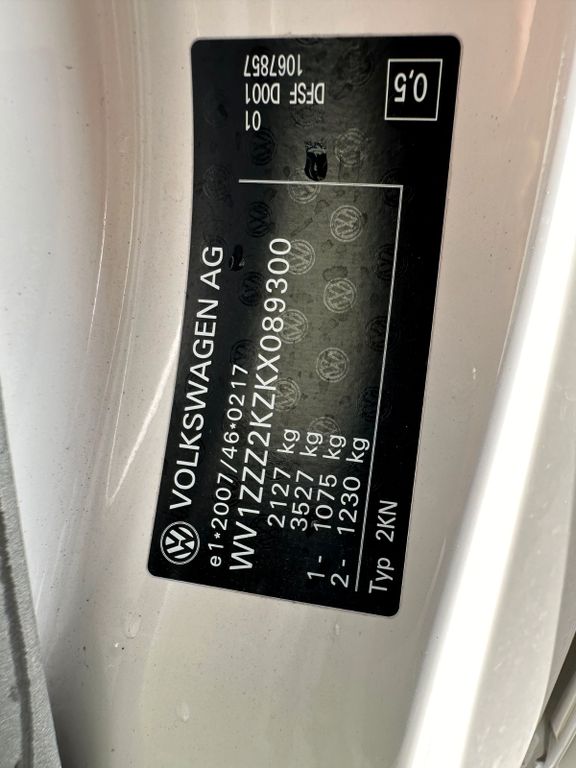 VOLKSWAGEN AG
e1*2007/46*0217
WV1ZZZ2KZKX089300
2127 kg
3527 kg
1- 1075 kg
2- 1230 kg
Typ 2KN
01
DFSF D001
1067857
0,5